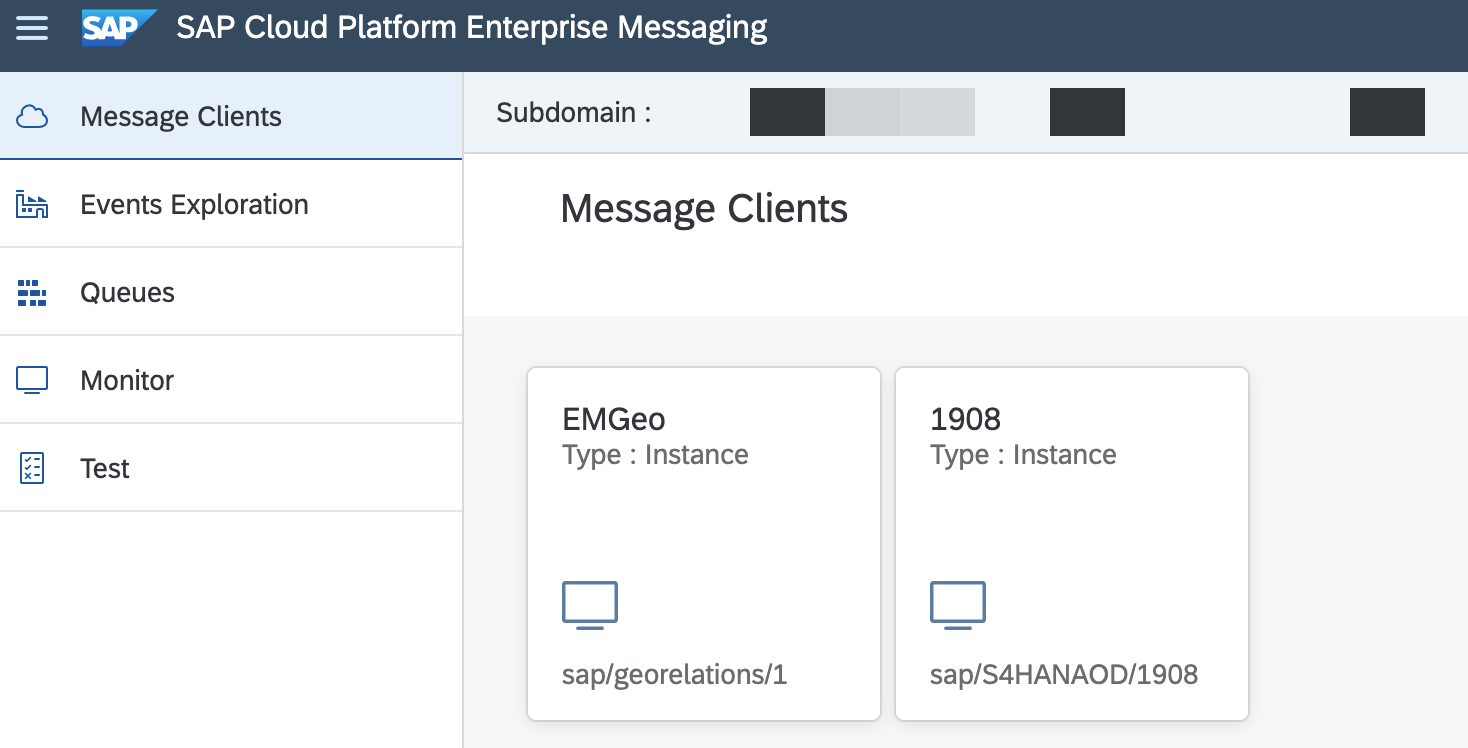 SAP SAP Cloud Platform Enterprise Messaging
Message Clients
Events Exploration
Queues
Monitor
Test
Subdomain :
Message Clients
EMGeo
Type : Instance
sap/georelations/1
1908
Type : Instance
sap/S4HANAOD/1908